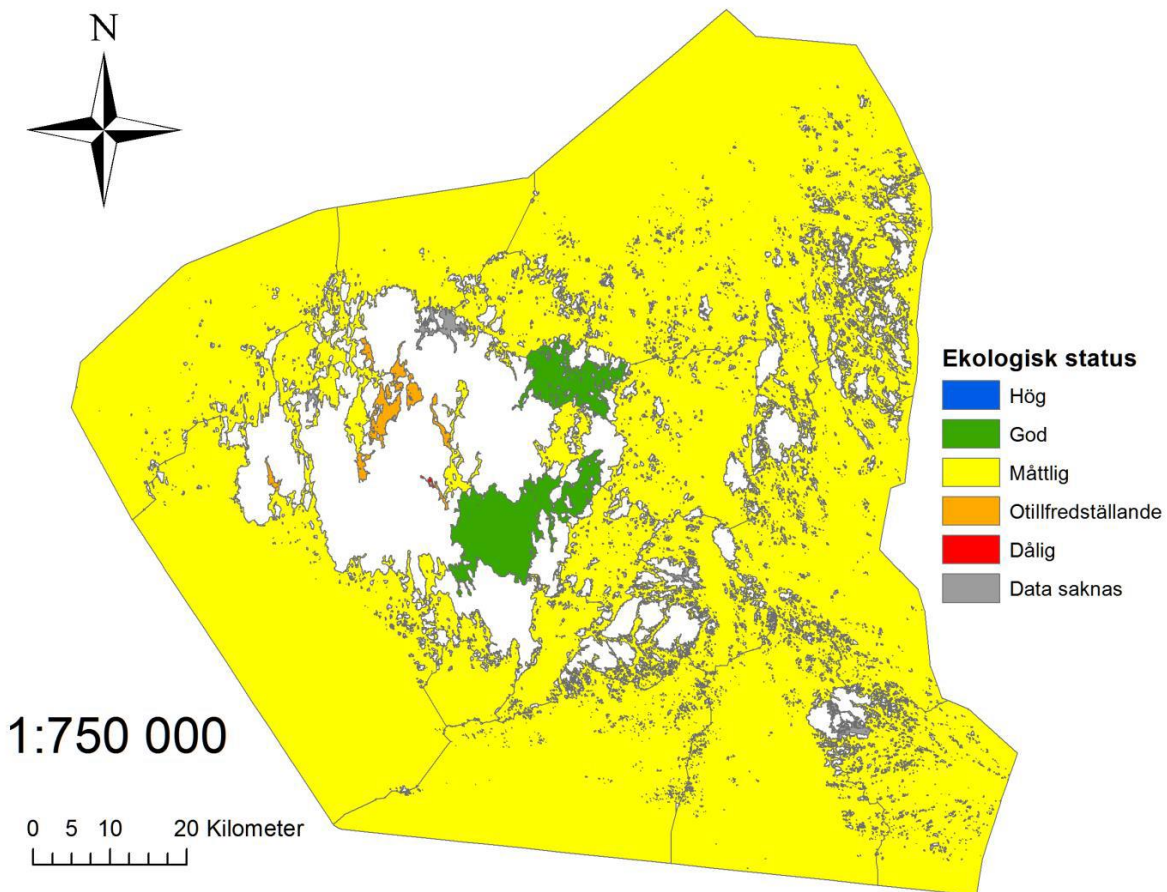 N
Ekologisk status
Hög
God
Måttlig
Otillfredställande
Dålig
Data saknas
1:750 000
0 5 10 20 Kilometer